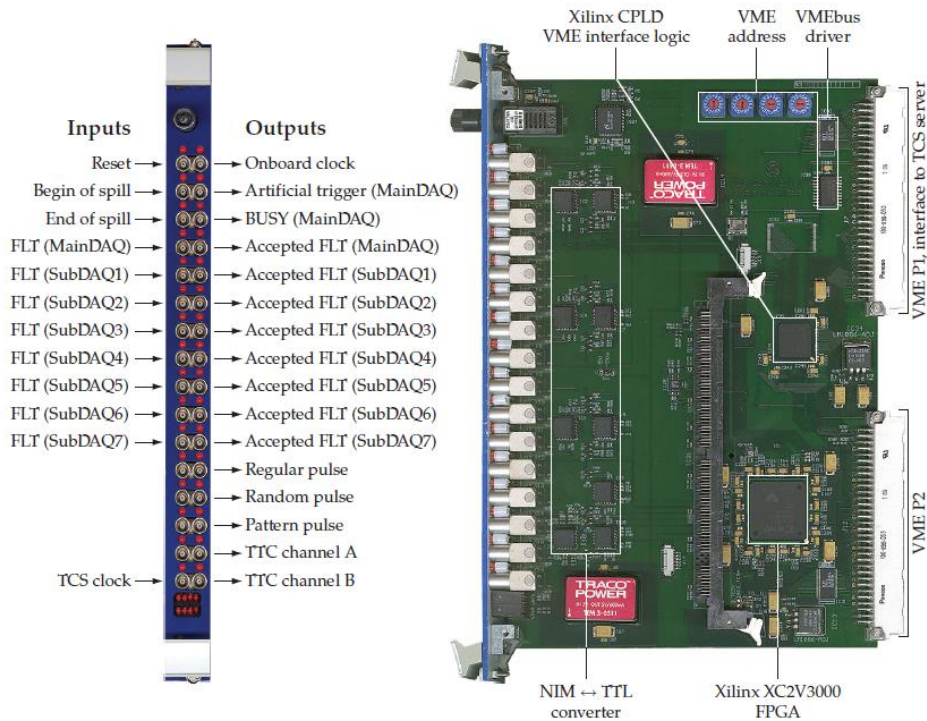 Xilinx CPLD
VME interface logic
VME
address
VMEbus
driver
Inputs
Outputs
Reset
Onboard clock
Begin of spill
Artificial trigger (MainDAQ)
End of spill
BUSY (MainDAQ)
FLT (MainDAQ)
Accepted FLT (MainDAQ)
FLT (SubDAQ1)
Accepted FLT (SubDAQ1)
FLT (SubDAQ2)
Accepted FLT (SubDAQ2)
FLT (SubDAQ3)
Accepted FLT (SubDAQ3)
FLT (SubDAQ4)
Accepted FLT (SubDAQ4)
FLT (SubDAQ5)
Accepted FLT (SubDAQ5)
FLT (SubDAQ6)
Accepted FLT (SubDAQ6)
FLT (SubDAQ7)
Accepted FLT (SubDAQ7)
Regular pulse
Random pulse
Pattern pulse
TTC channel A
TCS clock
TTC channel B
TRACO
POWER
TRACO
POWER
VME P1, interface to TCS server
VME P2
NIM ↔ TTL
converter
Xilinx XC2V3000
FPGA